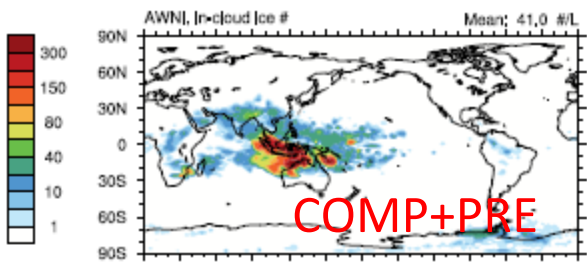 AWNI, In-cloud Ice #
Mean: 41.0 #/L
300
150
80
40
10
1
90N
60N
30N
0
30S
60S
90S
COMP+PRE